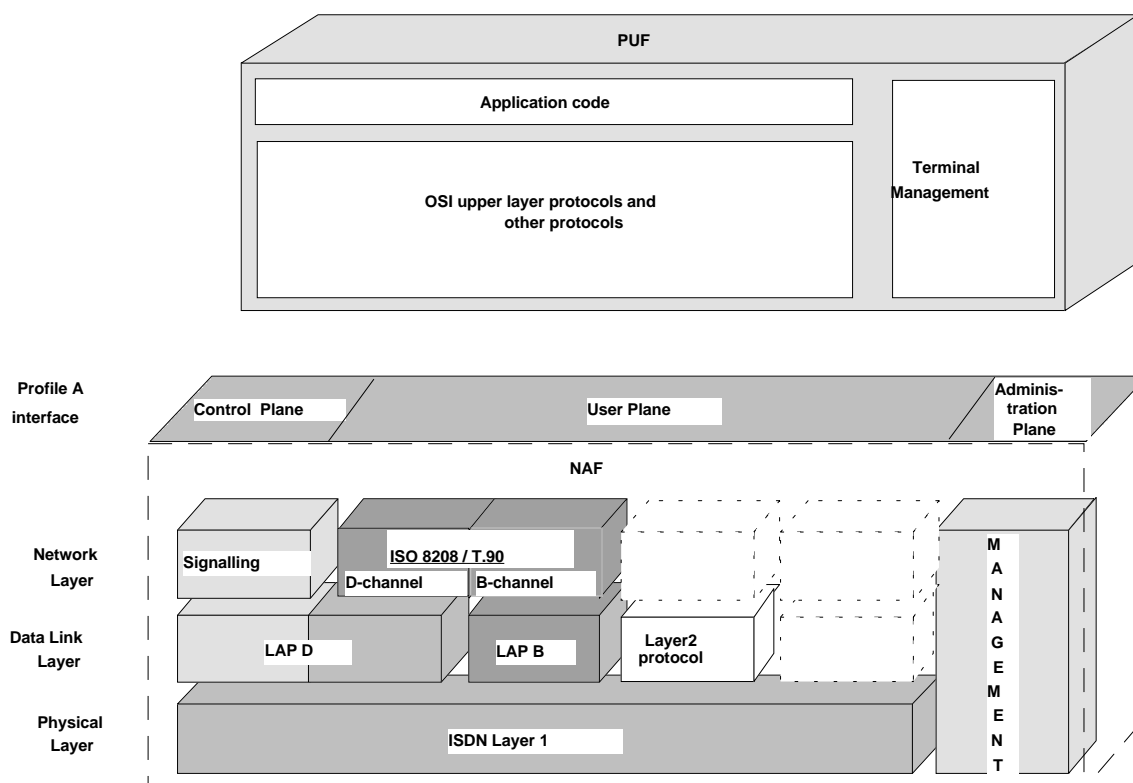 PUF
Application code
OSI upper layer protocols and
other protocols
Terminal
Management
Profile A
interface
Control Plane
User Plane
Adminis-
tration
Plane
NAF
Network
Layer
Signalling
ISO 8208 / T.90
D-channel
B-channel
Data Link
Layer
LAP D
LAP B
Layer2
protocol
Physical
Layer
ISDN Layer 1
M
A
N
A
G
E
M
E
N
T